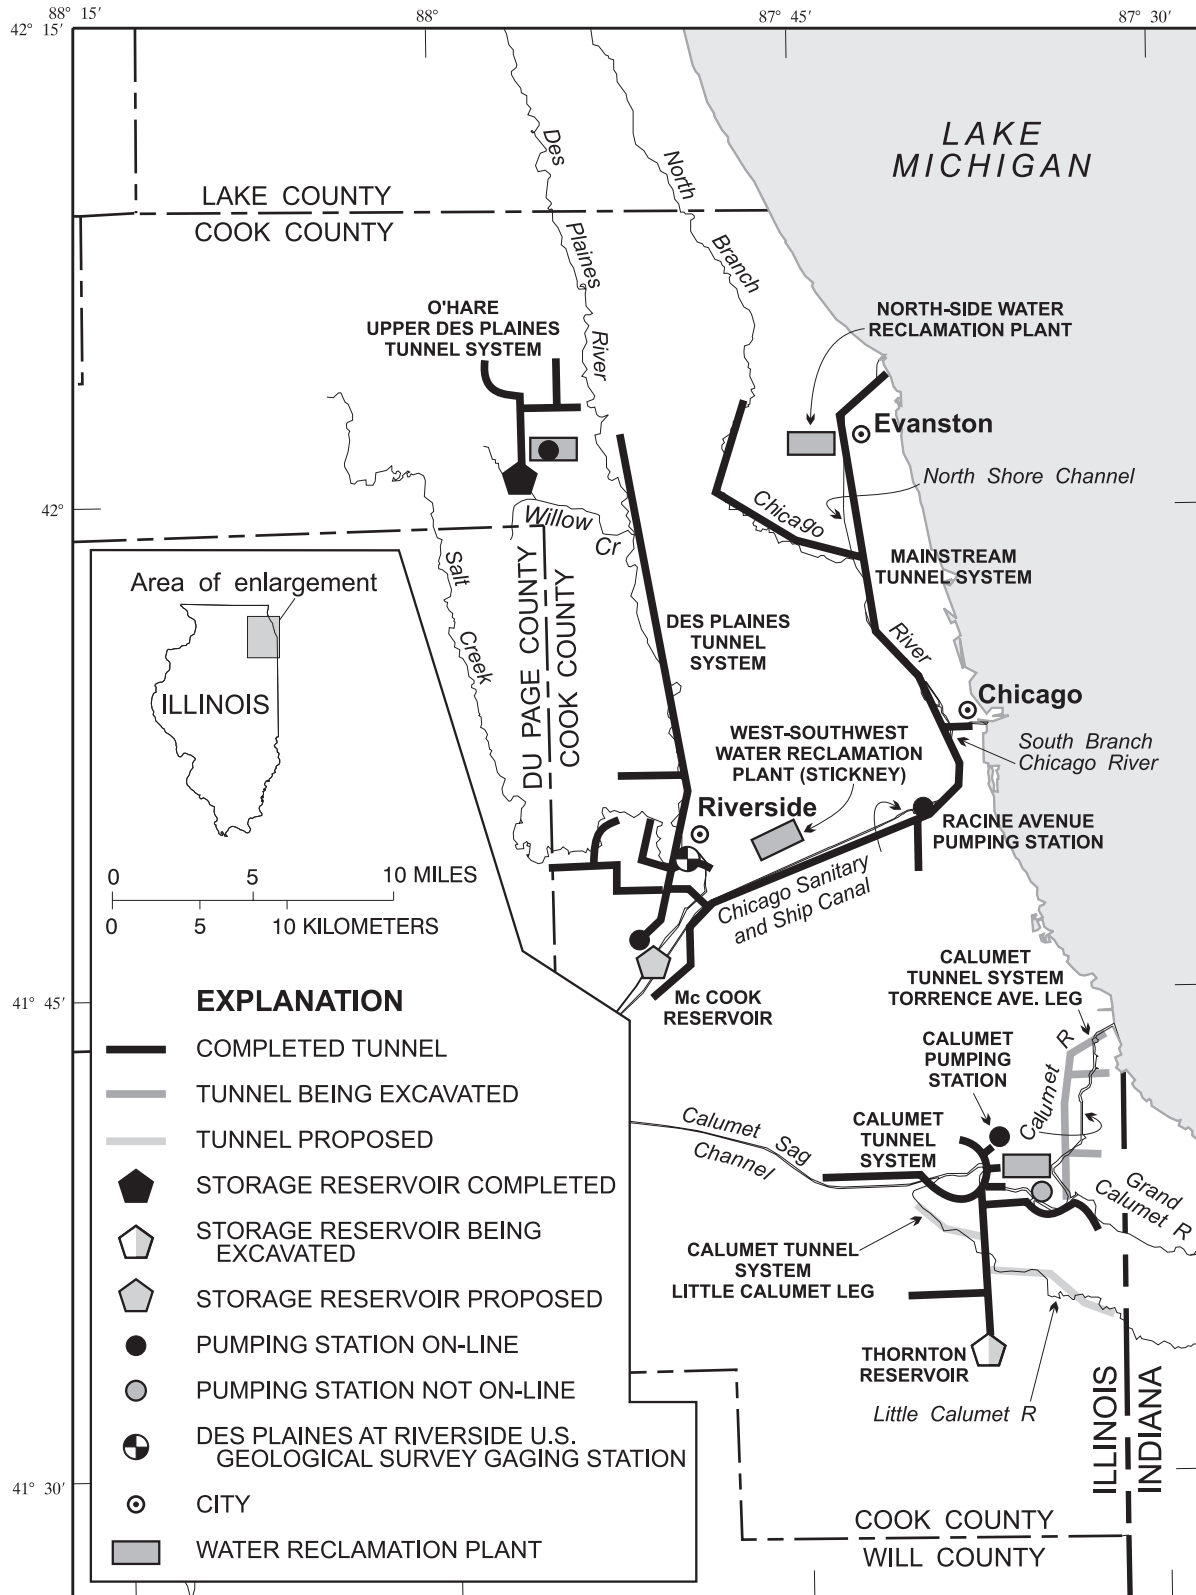 88° 15'
88°
87° 45'
87° 30'
42° 15'
LAKE
MICHIGAN
Des
Plaines
River
North
Branch
LAKE COUNTY
COOK COUNTY
O'HARE
UPPER DES PLAINES
TUNNEL SYSTEM
NORTH-SIDE WATER
RECLAMATION PLANT
Evanston
North Shore Channel
Chicago
42°
Willow
Cr
MAINSTREAM
TUNNEL SYSTEM
Salt
Creek
DU PAGE COUNTY
COOK COUNTY
DES PLAINES
TUNNEL
SYSTEM
River
Chicago
Area of enlargement
ILLINOIS
WEST-SOUTHWEST
WATER RECLAMATION
PLANT (STICKNEY)
South Branch
Chicago River
Riverside
RACINE AVENUE
PUMPING STATION
0 5 10 MILES
0 5 10 KILOMETERS
Chicago Sanitary
and Ship Canal
41° 45'
Mc COOK
RESERVOIR
CALUMET
TUNNEL SYSTEM
TORRENCE AVE. LEG
CALUMET
PUMPING
STATION
Calumet R
Calumet Sag
Channel
CALUMET
TUNNEL
SYSTEM
Grand
Calumet R
CALUMET TUNNEL
SYSTEM
LITTLE CALUMET LEG
THORNTON
RESERVOIR
Little Calumet R
ILLINOIS
INDIANA
41° 30'
COOK COUNTY
WILL COUNTY
EXPLANATION
COMPLETED TUNNEL
TUNNEL BEING EXCAVATED
TUNNEL PROPOSED
STORAGE RESERVOIR COMPLETED
STORAGE RESERVOIR BEING
EXCAVATED
STORAGE RESERVOIR PROPOSED
PUMPING STATION ON-LINE
PUMPING STATION NOT ON-LINE
DES PLAINES AT RIVERSIDE U.S.
GEOLOGICAL SURVEY GAGING STATION
CITY
WATER RECLAMATION PLANT